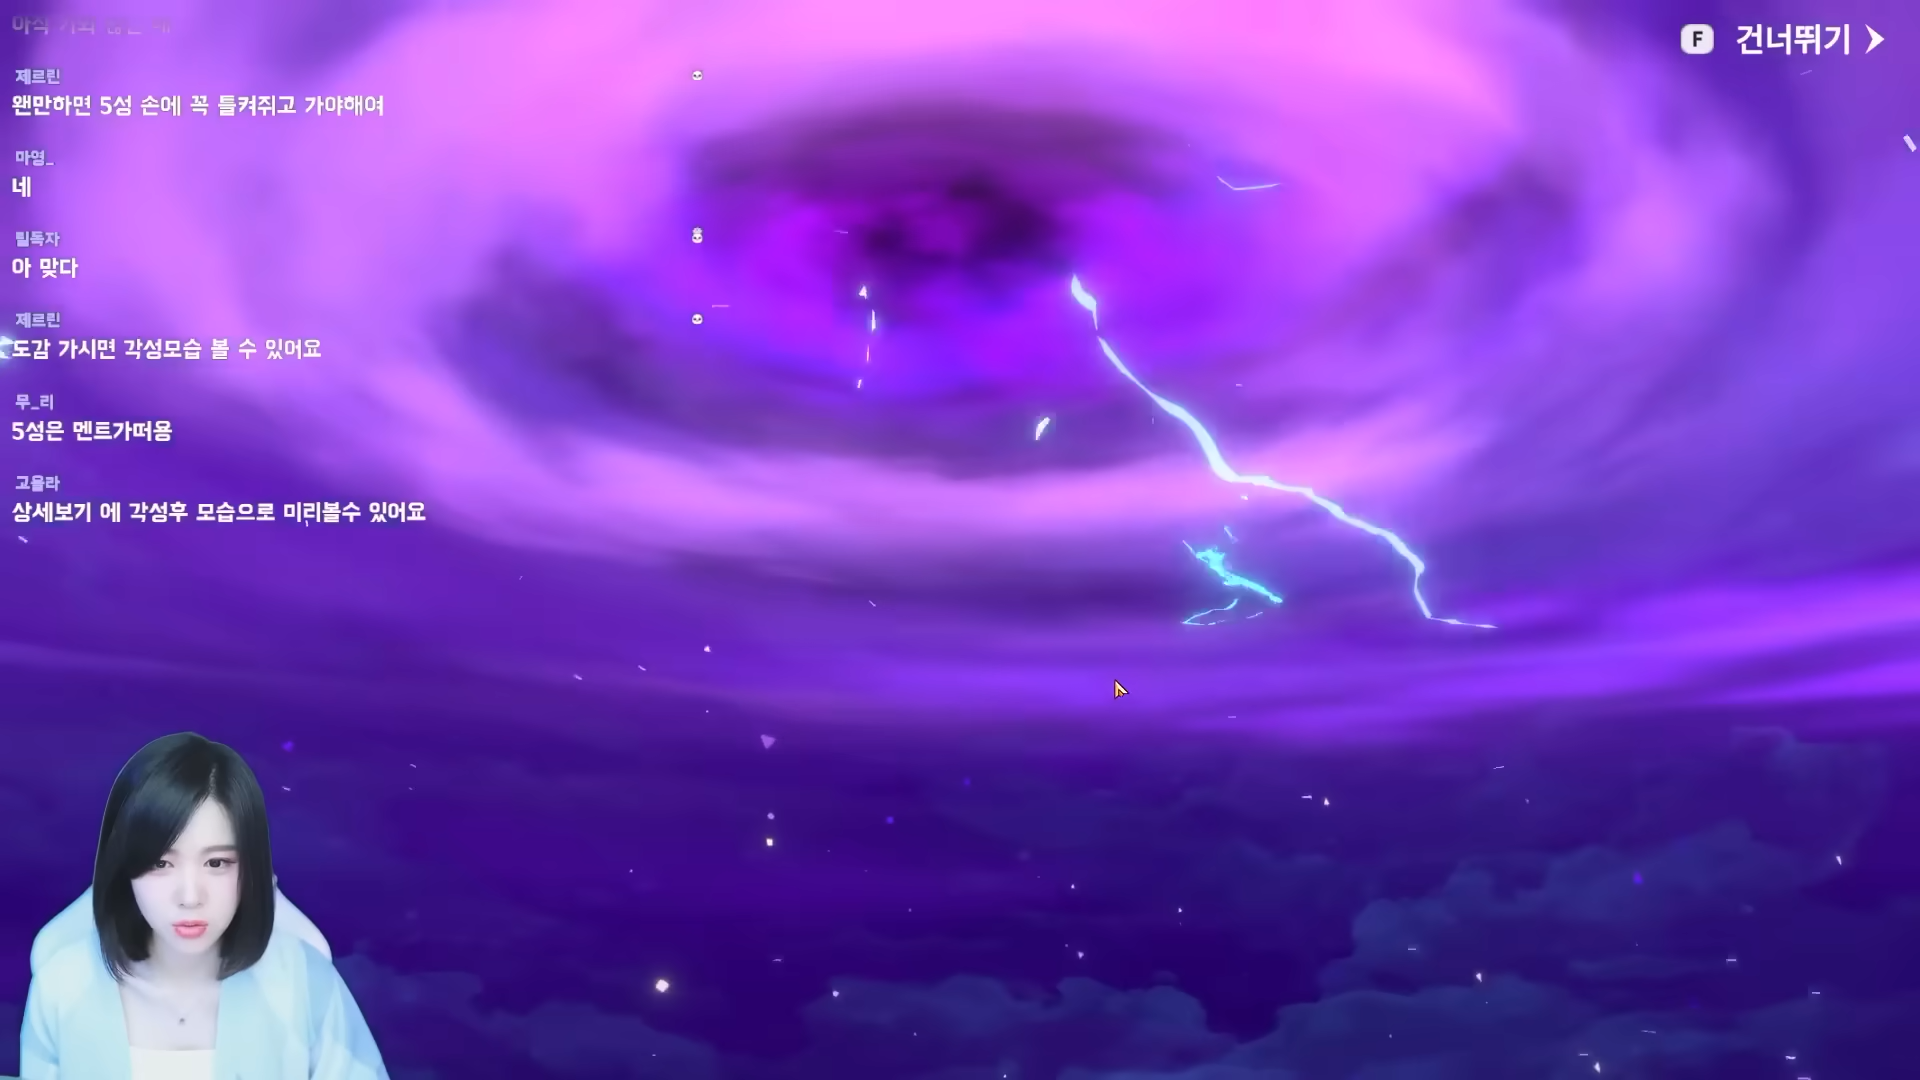 F 건너뛰기
제르린
왠만하면 5성 손에 꼭 들켜쥐고 가야해여
마영_
네
릴독자
아 맞다
제르린
도감 가시면 각성모습 볼 수 있어요
무_리
5성은 멘트가떠용
고욜라
상세보기 에 각성후 모습으로 미리볼수 있어요